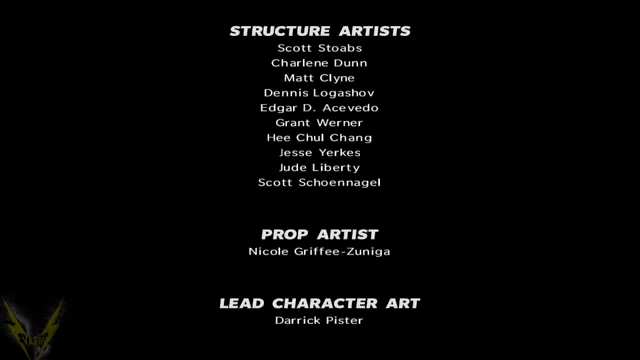 STRUCTURE ARTISTS
Scott Stoabs
Charlene Dunn
Matt Clyne
Dennis Logashov
Edgar D. Acevedo
Grant Werner
Hee Chul Chang
Jesse Yerkes
Jude Liberty
Scott Schoennagel
PROP ARTIST
Nicole Griffee-Zuniga
LEAD CHARACTER ART
Darrick Pister